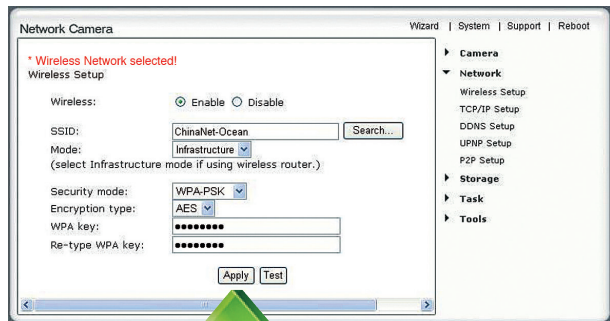 Network Camera
Wizard | System | Support | Reboot
* Wireless Network selected!
Wireless Setup
Wireless: Enable Disable
SSID: ChinaNet-Ocean Search...
Mode: Infrastructure
(select Infrastructure mode if using wireless router.)
Security mode: WPA-PSK
Encryption type: AES
WPA key: ●●●●●●●●
Re-type WPA key: ●●●●●●●●
Apply Test
Camera
Network
Wireless Setup
TCP/IP Setup
DDNS Setup
UPNP Setup
P2P Setup
Storage
Task
Tools